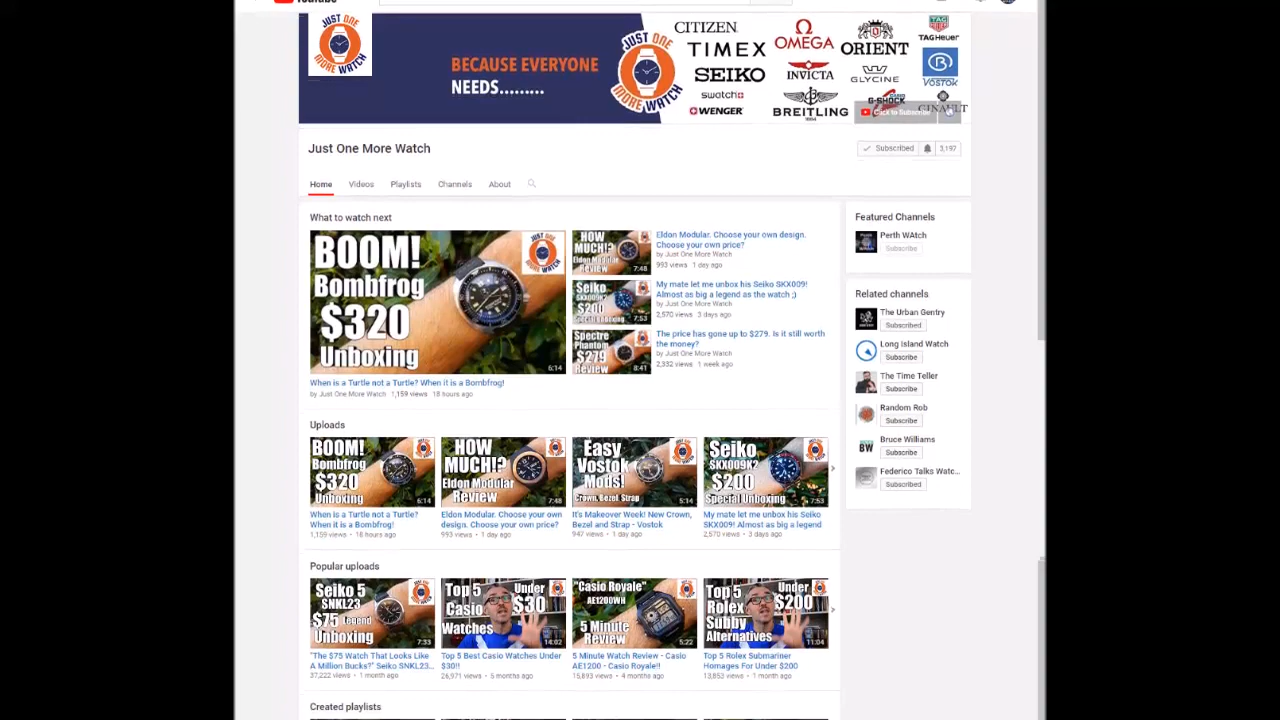 YouTube
JUST ONE
MORE WATCH
BECAUSE EVERYONE
NEEDS.........
JUST ONE
MORE WATCH
CITIZEN
TIMEX
SEIKO
swatch
WENGER
OMEGA
INVICTA
BREITLING
1884
ORIENT
GLYCINE
CASIO
G-SHOCK
TAG Heuer
VOSTOK
GINAULT
Click to Subscribe
Just One More Watch
Subscribed 3,197
Home Videos Playlists Channels About
What to watch next
BOOM!
Bombfrog
$320
Unboxing
6:14
When is a Turtle not a Turtle? When it is a Bombfrog!
by Just One More Watch 1,159 views 18 hours ago
HOW
MUCH!?
Eldon Modular
Review
7:48
Eldon Modular. Choose your own design.
Choose your own price?
by Just One More Watch
993 views 1 day ago
Seiko
SKX009K2
$200
Special Unboxing
7:53
My mate let me unbox his Seiko SKX009!
Almost as big a legend as the watch ;)
by Just One More Watch
2,570 views 3 days ago
Spectre
Phantom
$279
Review
8:41
The price has gone up to $279. Is it still worth
the money?
by Just One More Watch
2,332 views 1 week ago
Uploads
BOOM!
Bombfrog
$320
Unboxing
6:14
When is a Turtle not a Turtle?
When it is a Bombfrog!
1,159 views • 18 hours ago
HOW
MUCH!?
Eldon Modular
Review
7:48
Eldon Modular. Choose your own
design. Choose your own price?
993 views • 1 day ago
Easy
Vostok
Mods!
Crown, Bezel, Strap
5:14
It's Makeover Week! New Crown,
Bezel and Strap - Vostok
947 views • 1 day ago
Seiko
SKX009K2
$200
Special Unboxing
7:53
My mate let me unbox his Seiko
SKX009! Almost as big a legend
2,570 views • 3 days ago
Popular uploads
Seiko 5
SNKL23
$75 Legend
Unboxing
7:33
"The $75 Watch That Looks Like
A Million Bucks?" Seiko SNKL23...
37,222 views • 1 month ago
Top 5
Casio
Watches
Under
$30
14:02
Top 5 Best Casio Watches Under
$30!!
26,971 views • 5 months ago
"Casio Royale"
AE1200WH
5 Minute
Review
5:22
5 Minute Watch Review - Casio
AE1200 - Casio Royale!!
15,893 views • 4 months ago
Top 5
Rolex
Subby
Alternatives
Under
$200
11:04
Top 5 Rolex Submariner
Homages For Under $200
13,853 views • 1 month ago
Created playlists
Featured Channels
Perth WAtch
Subscribe
Related channels
The Urban Gentry
Subscribed
Long Island Watch
Subscribe
The Time Teller
Subscribe
Random Rob
Subscribe
BW
Bruce Williams
Subscribe
Federico Talks Watc...
Subscribed